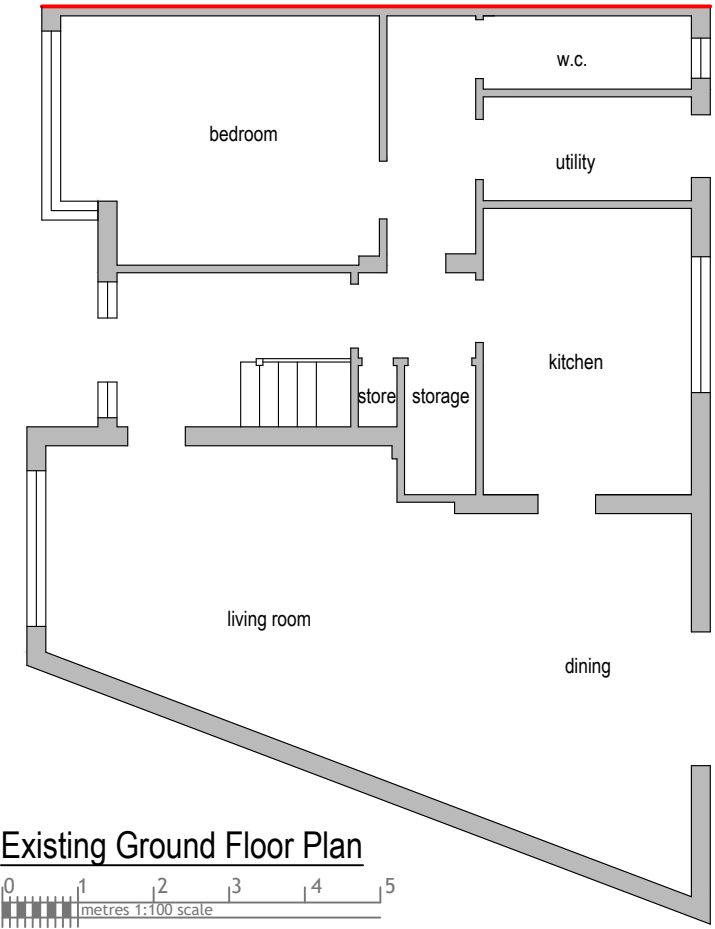 w.c.
bedroom
utility
kitchen
store
storage
living room
dining
Existing Ground Floor Plan
0 1 2 3 4 5
metres 1:100 scale